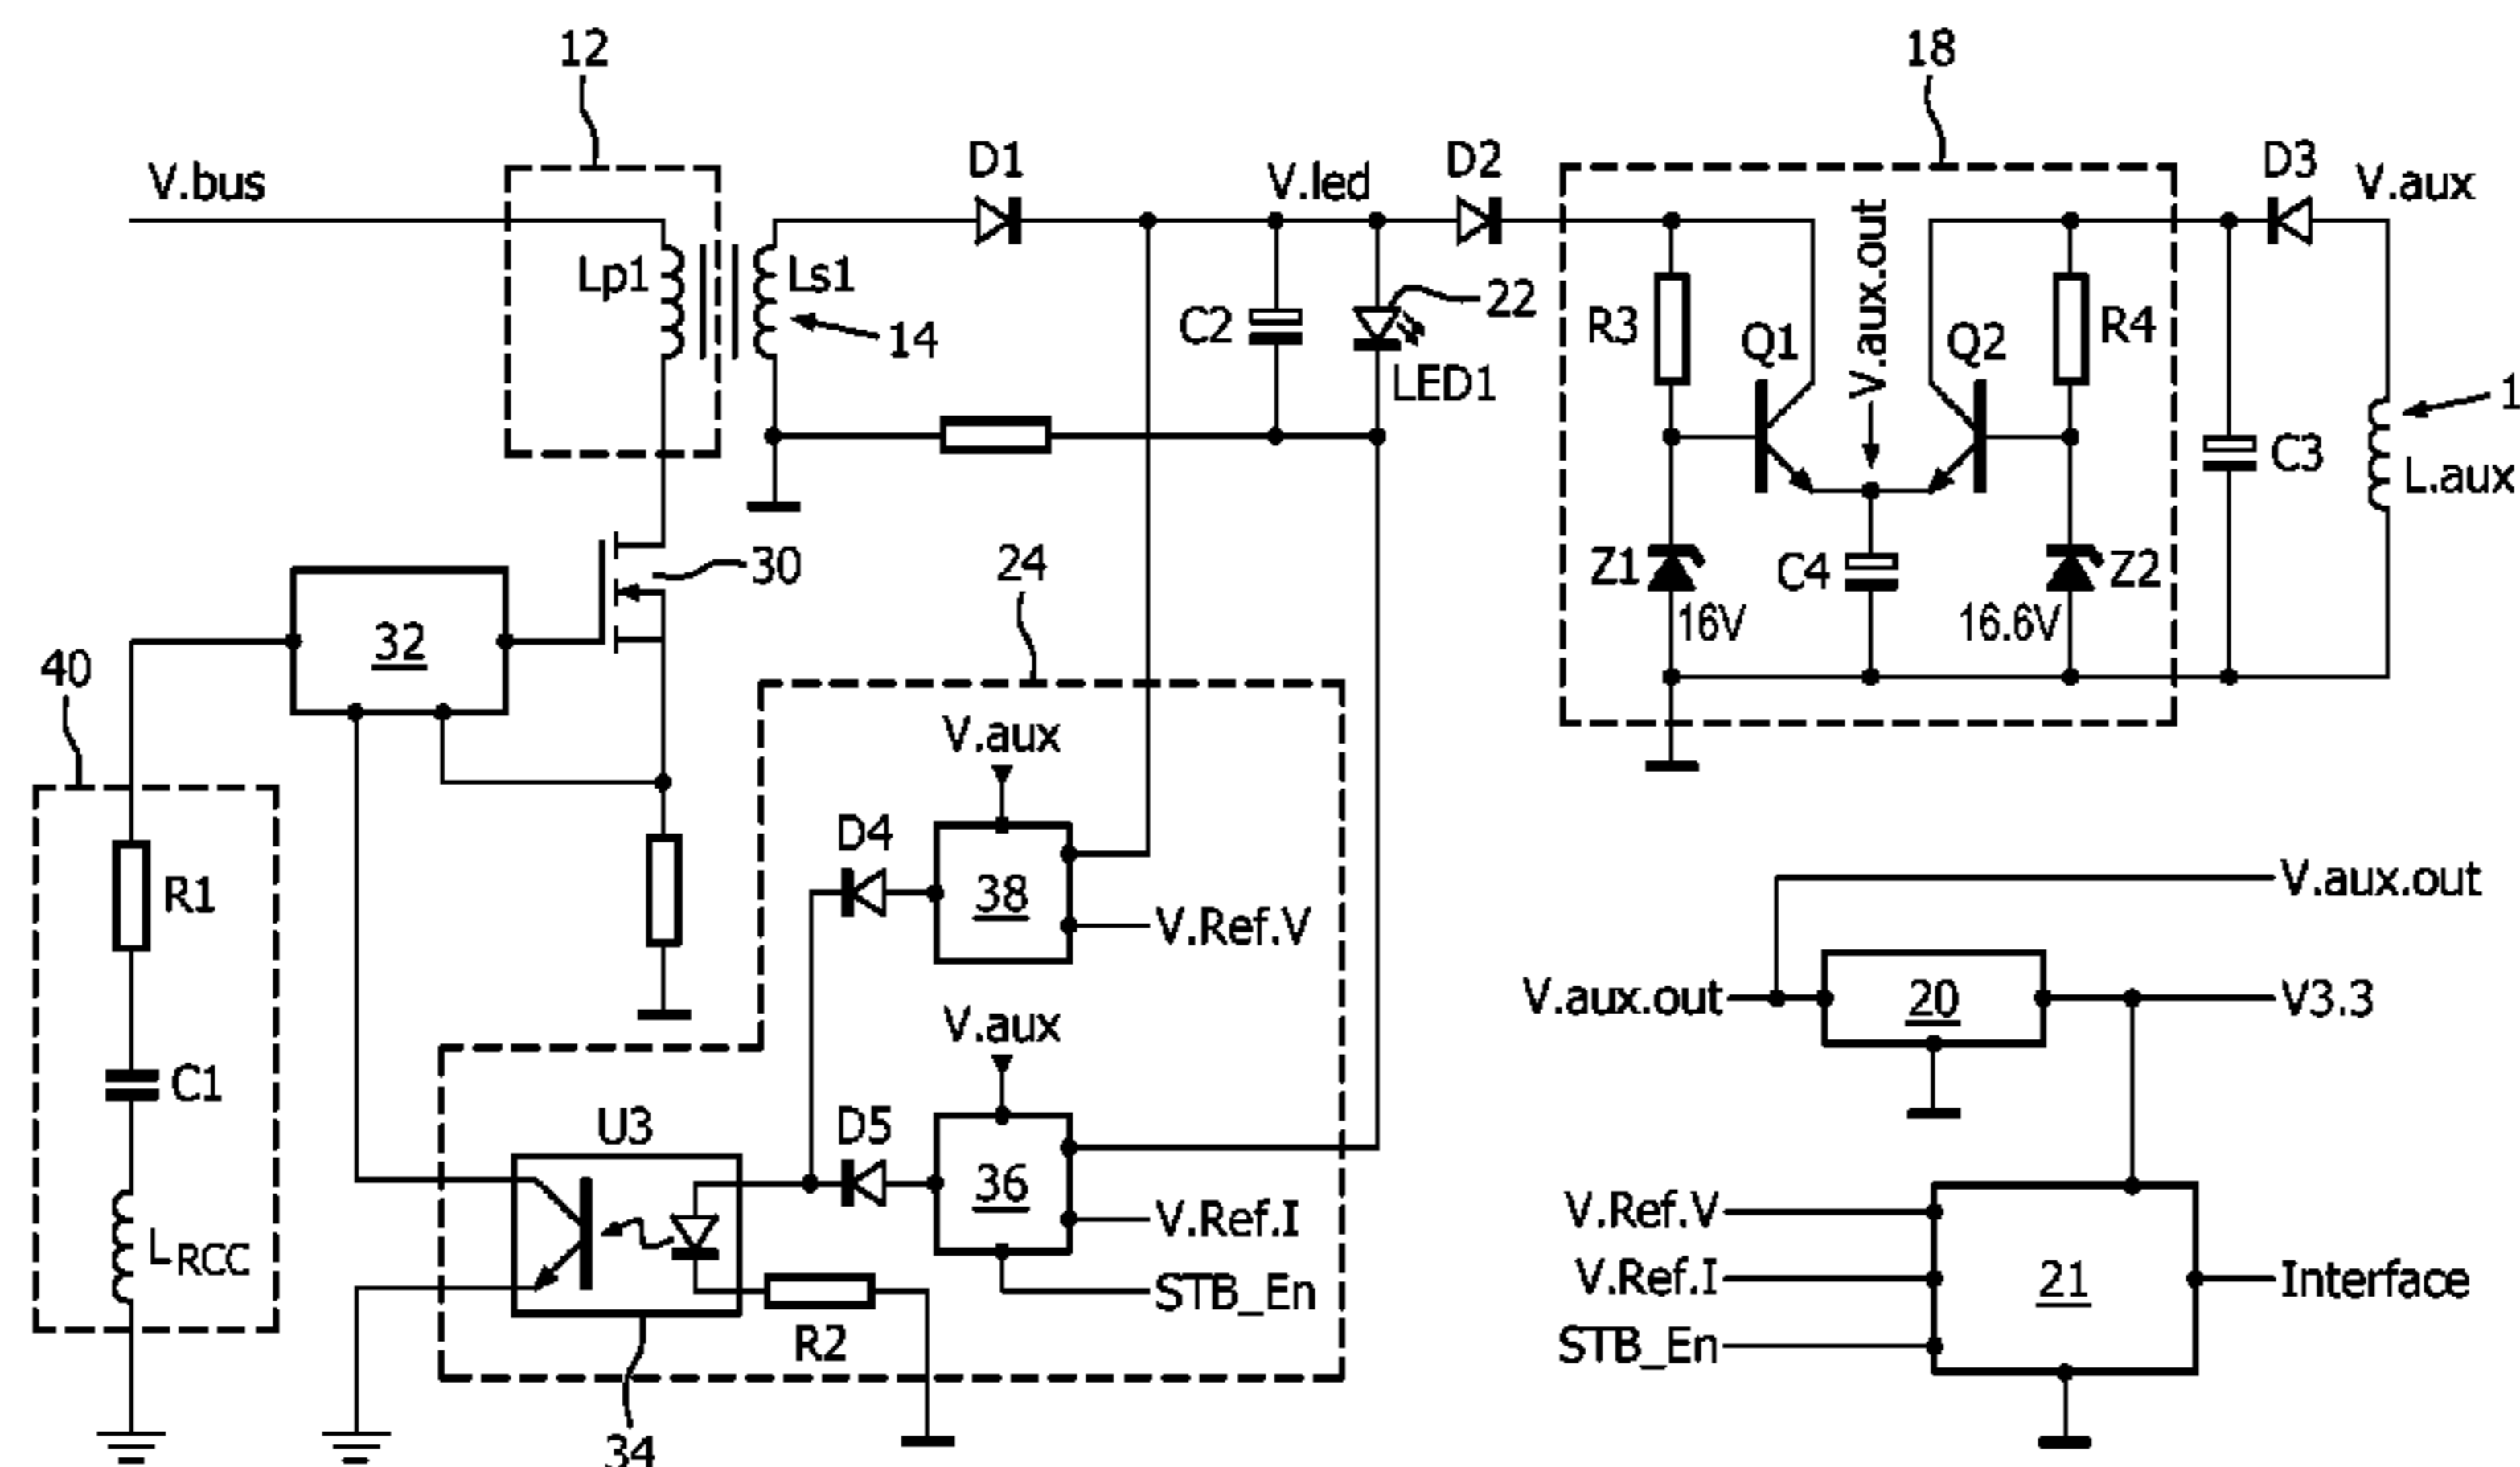 12
18
V.bus
D1
V.led
D2
D3
V.aux
Lp1
Ls1
14
C2
22
LED1
R3
Q1
V.aux.out
Q2
R4
1
C3
L.aux
Z1
16V
C4
16.6V
Z2
30
24
32
40
V.aux
D4
38
V.Ref.V
R1
V.aux
C1
U3
D5
36
V.Ref.I
STB_En
LRCC
R2
34
V.aux.out
V.aux.out
20
V3.3
V.Ref.V
V.Ref.I
21
Interface
STB_En